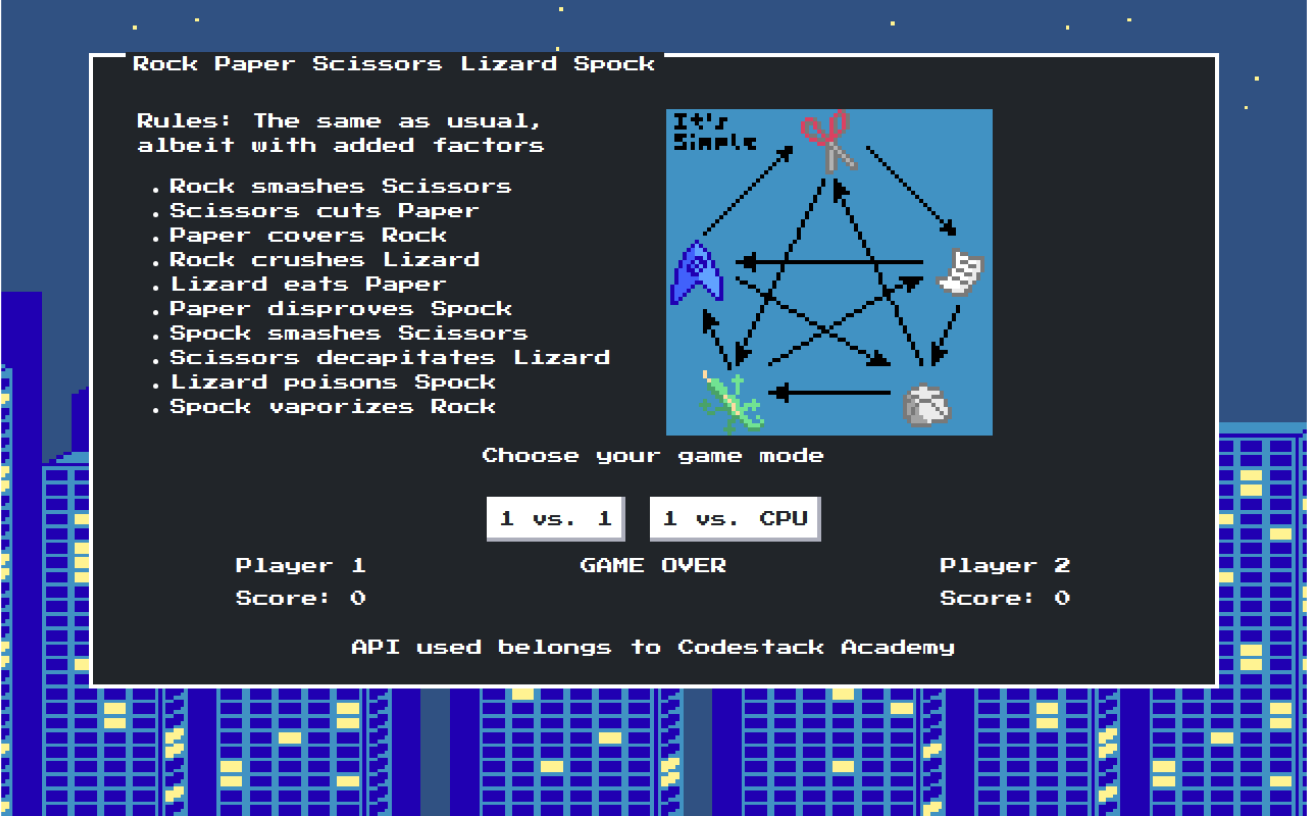 Rock Paper Scissors Lizard Spock
Rules: The same as usual,
albeit with added factors
.Rock smashes Scissors
.Scissors cuts Paper
.Paper covers Rock
.Rock crushes Lizard
.Lizard eats Paper
.Paper disproves Spock
.Spock smashes Scissors
.Scissors decapitates Lizard
.Lizard poisons Spock
.Spock vaporizes Rock
It's
Simple
Choose your game mode
1 vs. 1
1 vs. CPU
Player 1
GAME OVER
Player 2
Score: 0
Score: 0
API used belongs to Codestack Academy